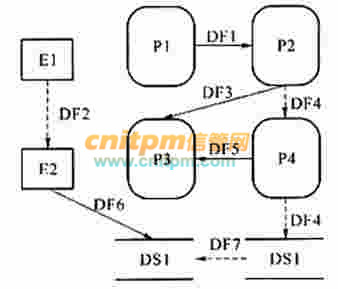 P1
DF1
P2
E1
DF3
DF4
DF2
cnitpm信管网
www.cnitpm.com
E2
P3
DF5
P4
DF6
DF4
DS1
DF7
DS1